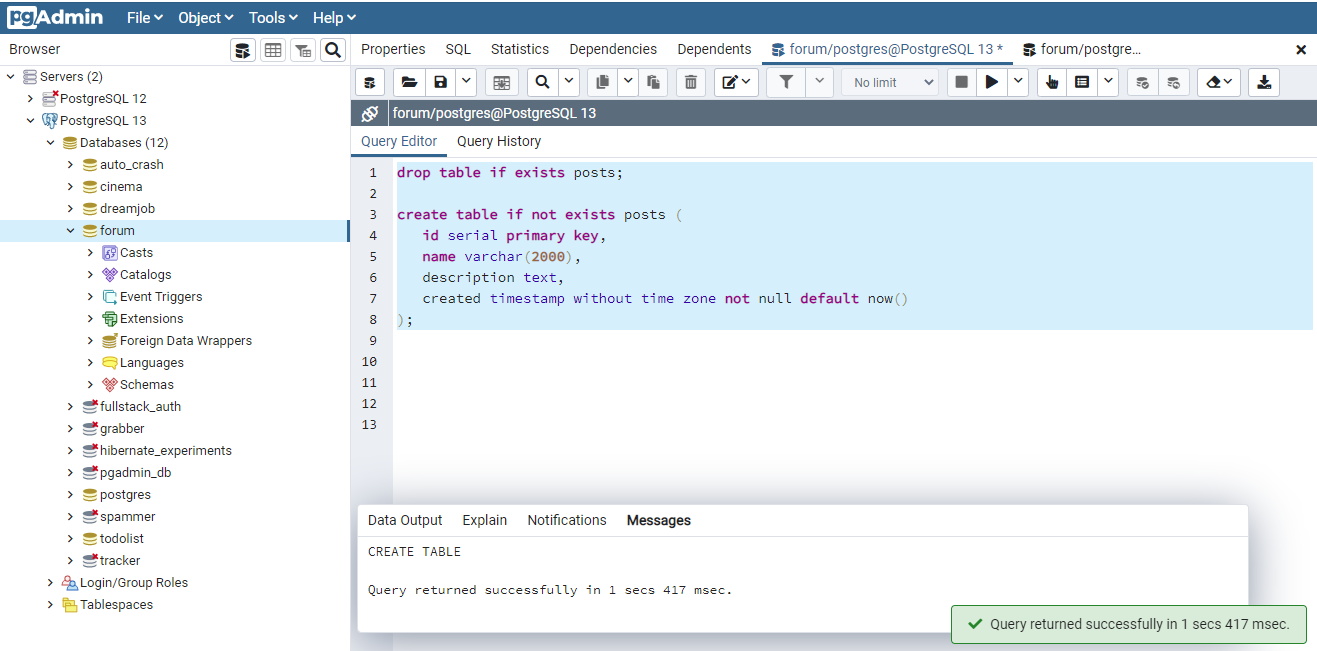 pgAdmin File Object Tools Help
Browser
Properties SQL Statistics Dependencies Dependents forum/postgres@PostgreSQL 13 * forum/postgre...
No limit
forum/postgres@PostgreSQL 13
Query Editor Query History
Servers (2)
PostgreSQL 12
PostgreSQL 13
Databases (12)
auto_crash
cinema
dreamjob
forum
Casts
Catalogs
Event Triggers
Extensions
Foreign Data Wrappers
Languages
Schemas
fullstack_auth
grabber
hibernate_experiments
pgadmin_db
postgres
spammer
todolist
tracker
Login/Group Roles
Tablespaces
1 drop table if exists posts;
2
3 create table if not exists posts (
4 id serial primary key,
5 name varchar(2000),
6 description text,
7 created timestamp without time zone not null default now()
8 );
9
10
11
12
13
Data Output Explain Notifications Messages
CREATE TABLE
Query returned successfully in 1 secs 417 msec.
Query returned successfully in 1 secs 417 msec.